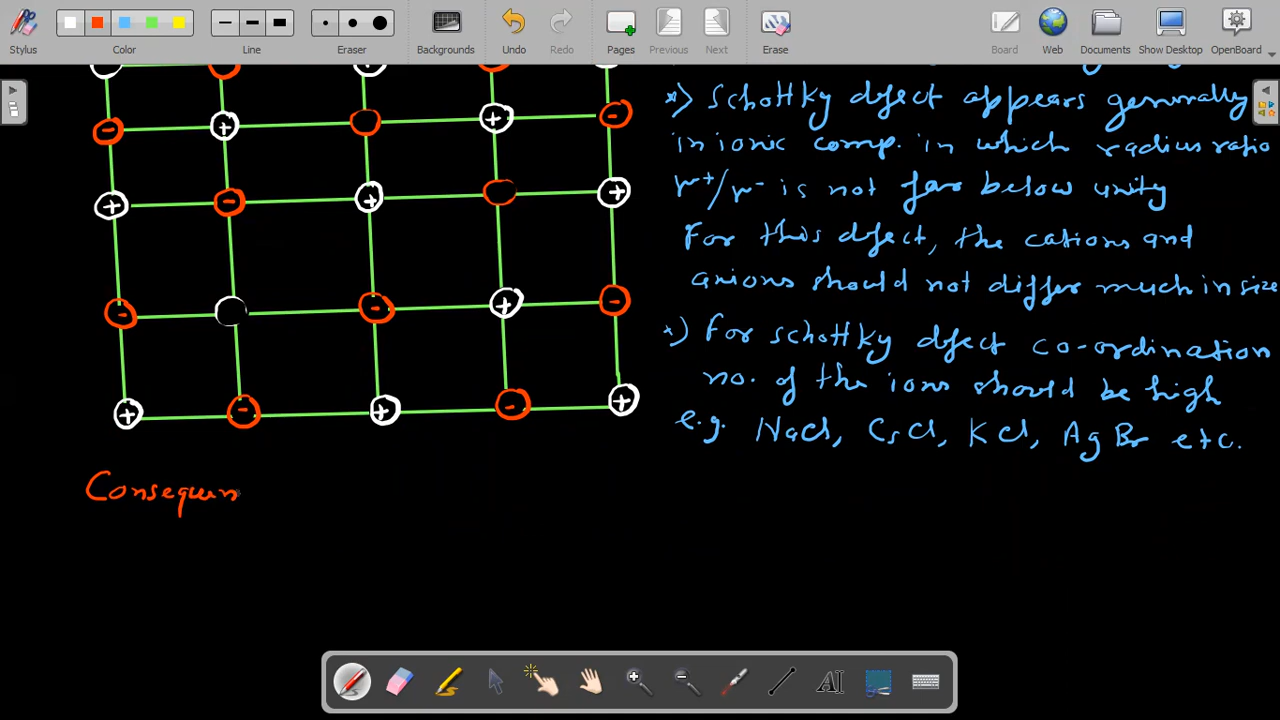 Stylus Color Line Eraser Backgrounds Undo Redo Pages Previous Next Erase Board Web Documents Show Desktop OpenBoard
*) Schottky defect appears generally
in ionic comp. in which radius ratio
r+/r- is not far below unity
For this defect, the cations and
anions should not differ much in size
*) For schottky defect co-ordination
no. of the ions should be high
e.g. NaCl, CsCl, KCl, AgBr etc.
+ -
- + + -
+ - + +
- - + -
+ - + - +
Consequen